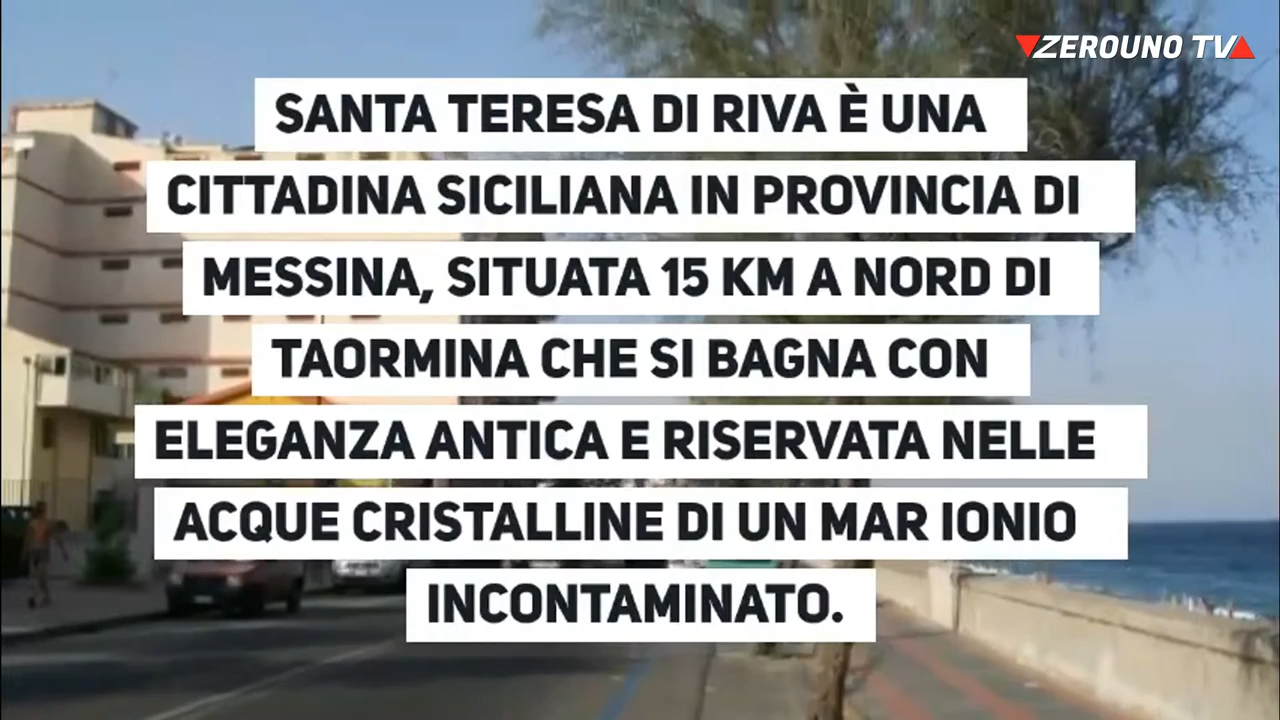 ZEROUNO TV
SANTA TERESA DI RIVA È UNA
CITTADINA SICILIANA IN PROVINCIA DI
MESSINA, SITUATA 15 KM A NORD DI
TAORMINA CHE SI BAGNA CON
ELEGANZA ANTICA E RISERVATA NELLE
ACQUE CRISTALLINE DI UN MAR IONIO
INCONTAMINATO.